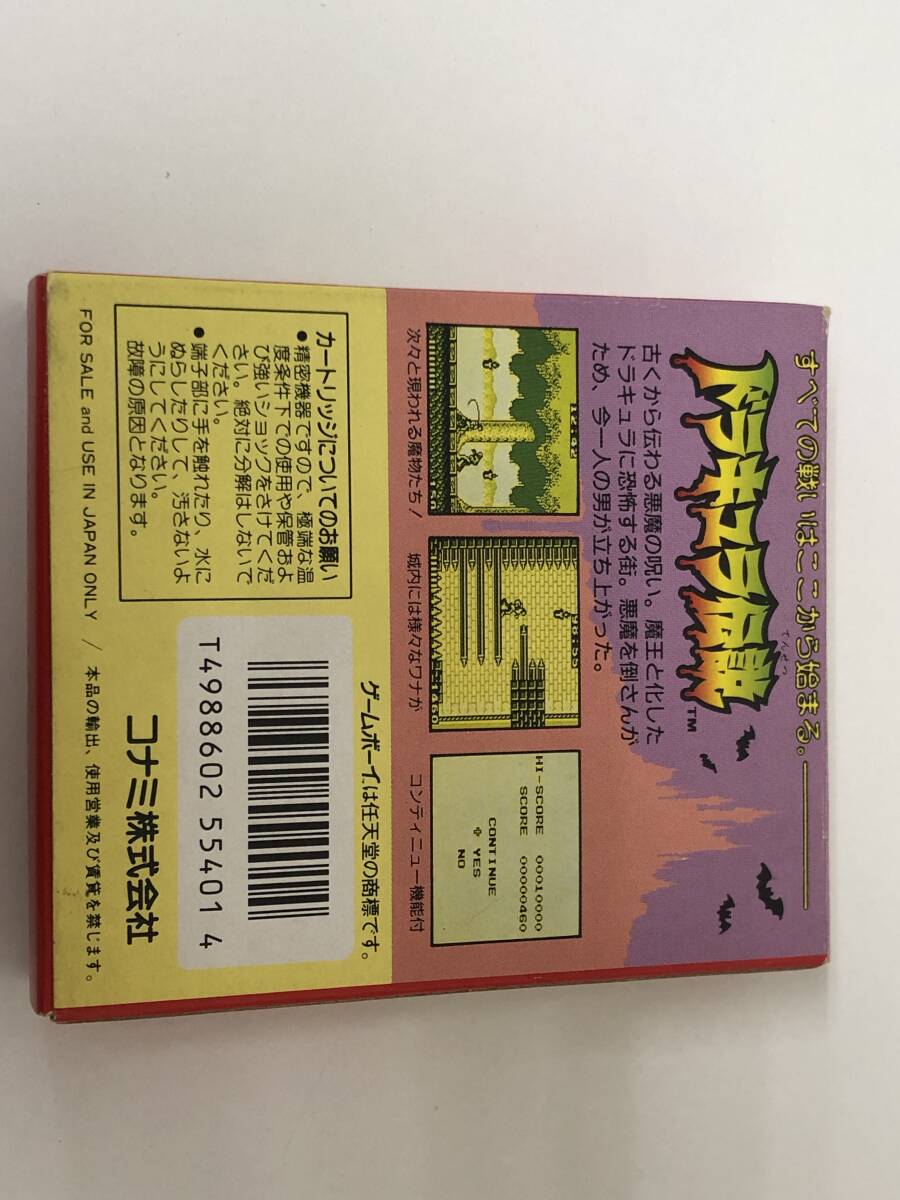 すべての戦いはここから始まる。
ドラキュラ伝説™
でんせつ
古くから伝わる悪魔の呪い。魔王と化した
ドラキュラに恐怖する街。悪魔を倒さんが
ため、今一人の男が立ち上がった。
HI-SCORE 0010000
SCORE 00000460
CONTINUE
YES
NO
次々と現われる魔物たち!
城内には様々なワナが
コンティニュー機能付
カートリッジについてのお願い
●精密機器ですので、極端な温
度条件下での使用や保管およ
び強いショックをさけてくだ
さい。絶対に分解はしないで
ください。
●端子部に手を触れたり、水に
ぬらしたりして、汚さないよ
うにしてください。
故障の原因となります。
ゲームボーイは任天堂の商標です。
T4988602 55401 4
コナミ株式会社
FOR SALE and USE IN JAPAN ONLY / 本品の輸出、使用営業及び賃貸を禁じます。